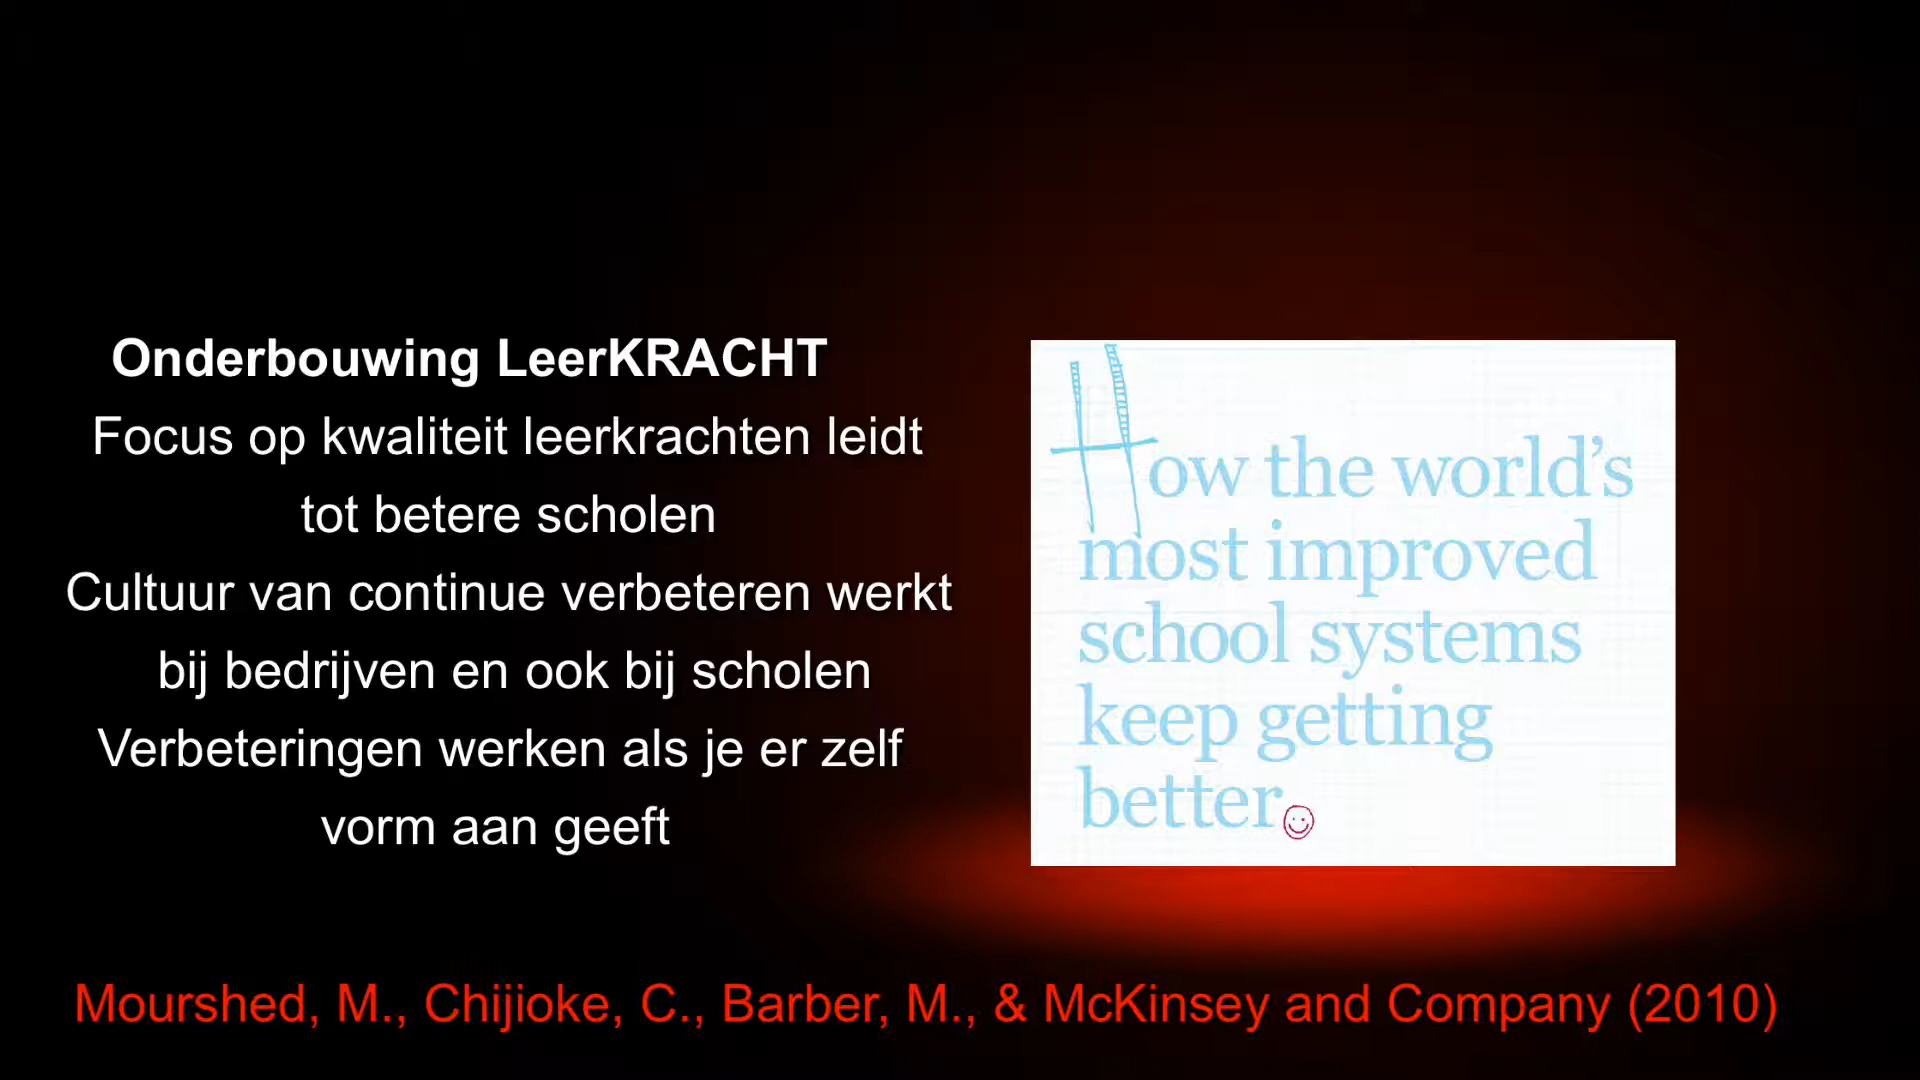 Onderbouwing LeerKRACHT
Focus op kwaliteit leerkrachten leidt
tot betere scholen
Cultuur van continue verbeteren werkt
bij bedrijven en ook bij scholen
Verbeteringen werken als je er zelf
vorm aan geeft
How the world’s
most improved
school systems
keep getting
better
Mourshed, M., Chijioke, C., Barber, M., & McKinsey and Company (2010)